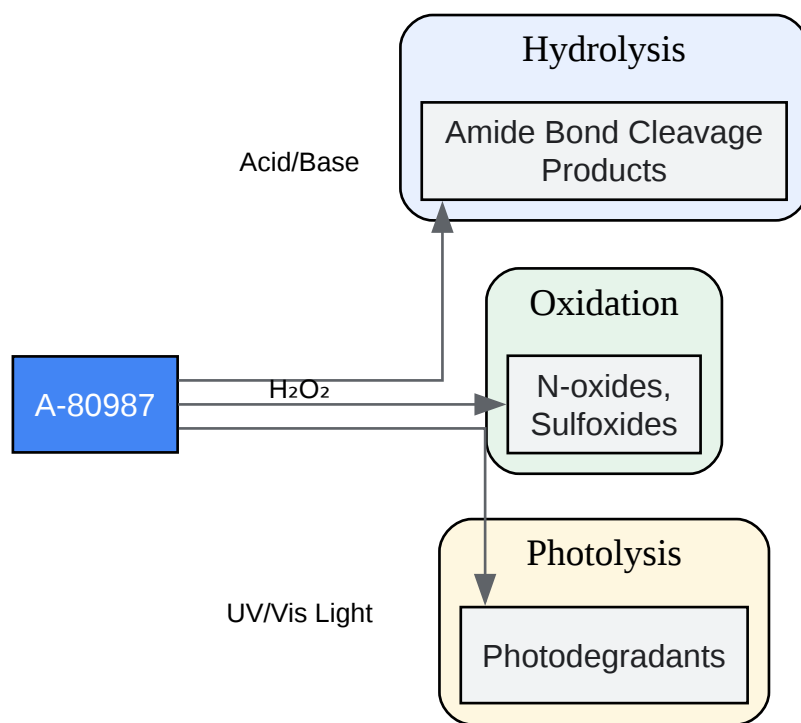 Hydrolysis
Amide Bond Cleavage
Products
Acid/Base
Oxidation
A-80987
H₂O₂
N-oxides,
Sulfoxides
Photolysis
UV/Vis Light
Photodegradants